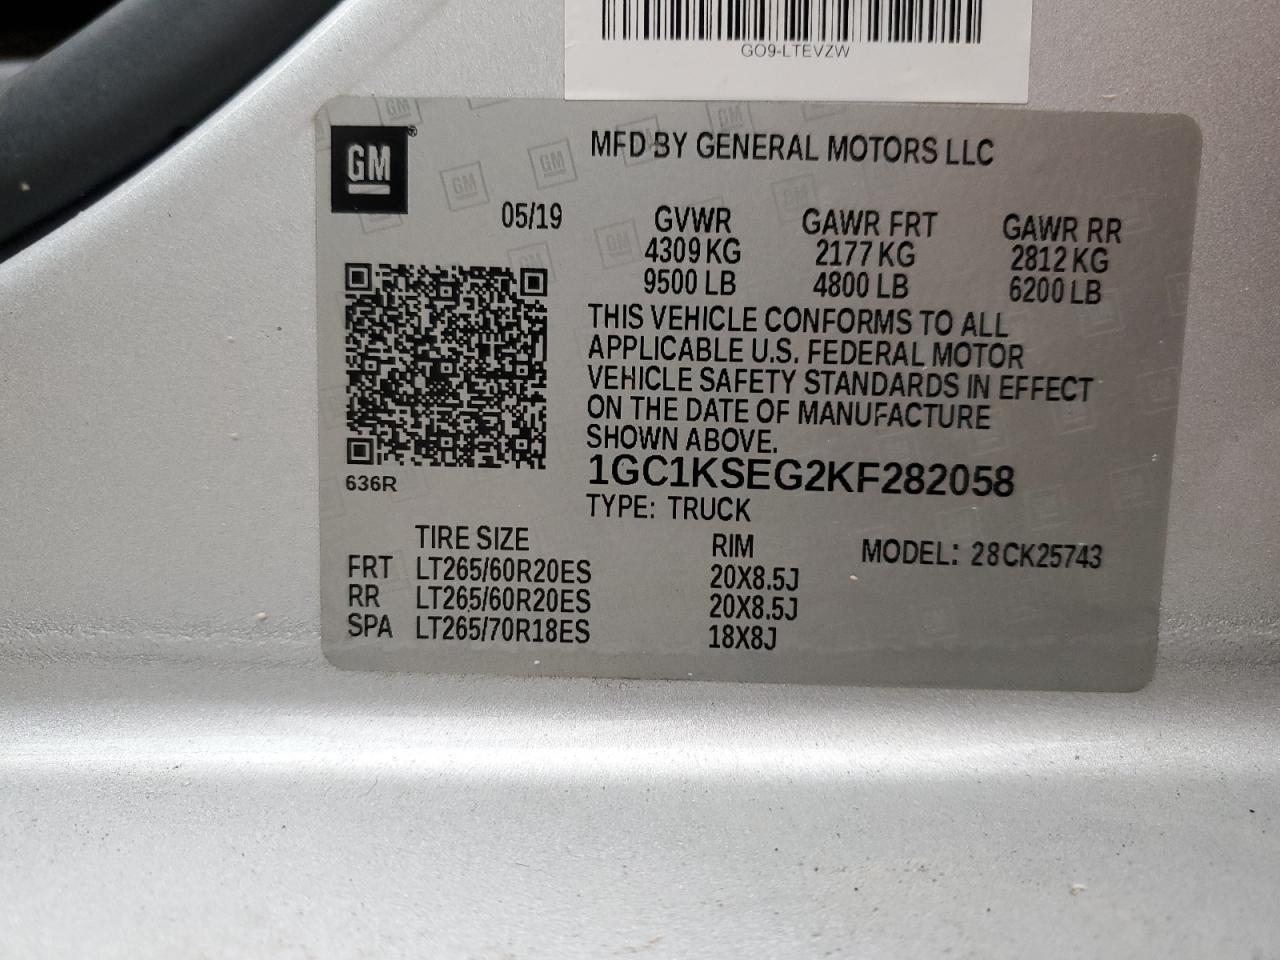 GO9-LTEVZW
GM®
MFD BY GENERAL MOTORS LLC
05/19
GVWR GAWR FRT GAWR RR
4309 KG 2177 KG 2812 KG
9500 LB 4800 LB 6200 LB
THIS VEHICLE CONFORMS TO ALL
APPLICABLE U.S. FEDERAL MOTOR
VEHICLE SAFETY STANDARDS IN EFFECT
ON THE DATE OF MANUFACTURE
SHOWN ABOVE.
1GC1KSEG2KF282058
636R
TYPE: TRUCK
TIRE SIZE RIM MODEL: 28CK25743
FRT LT265/60R20ES 20X8.5J
RR LT265/60R20ES 20X8.5J
SPA LT265/70R18ES 18X8J